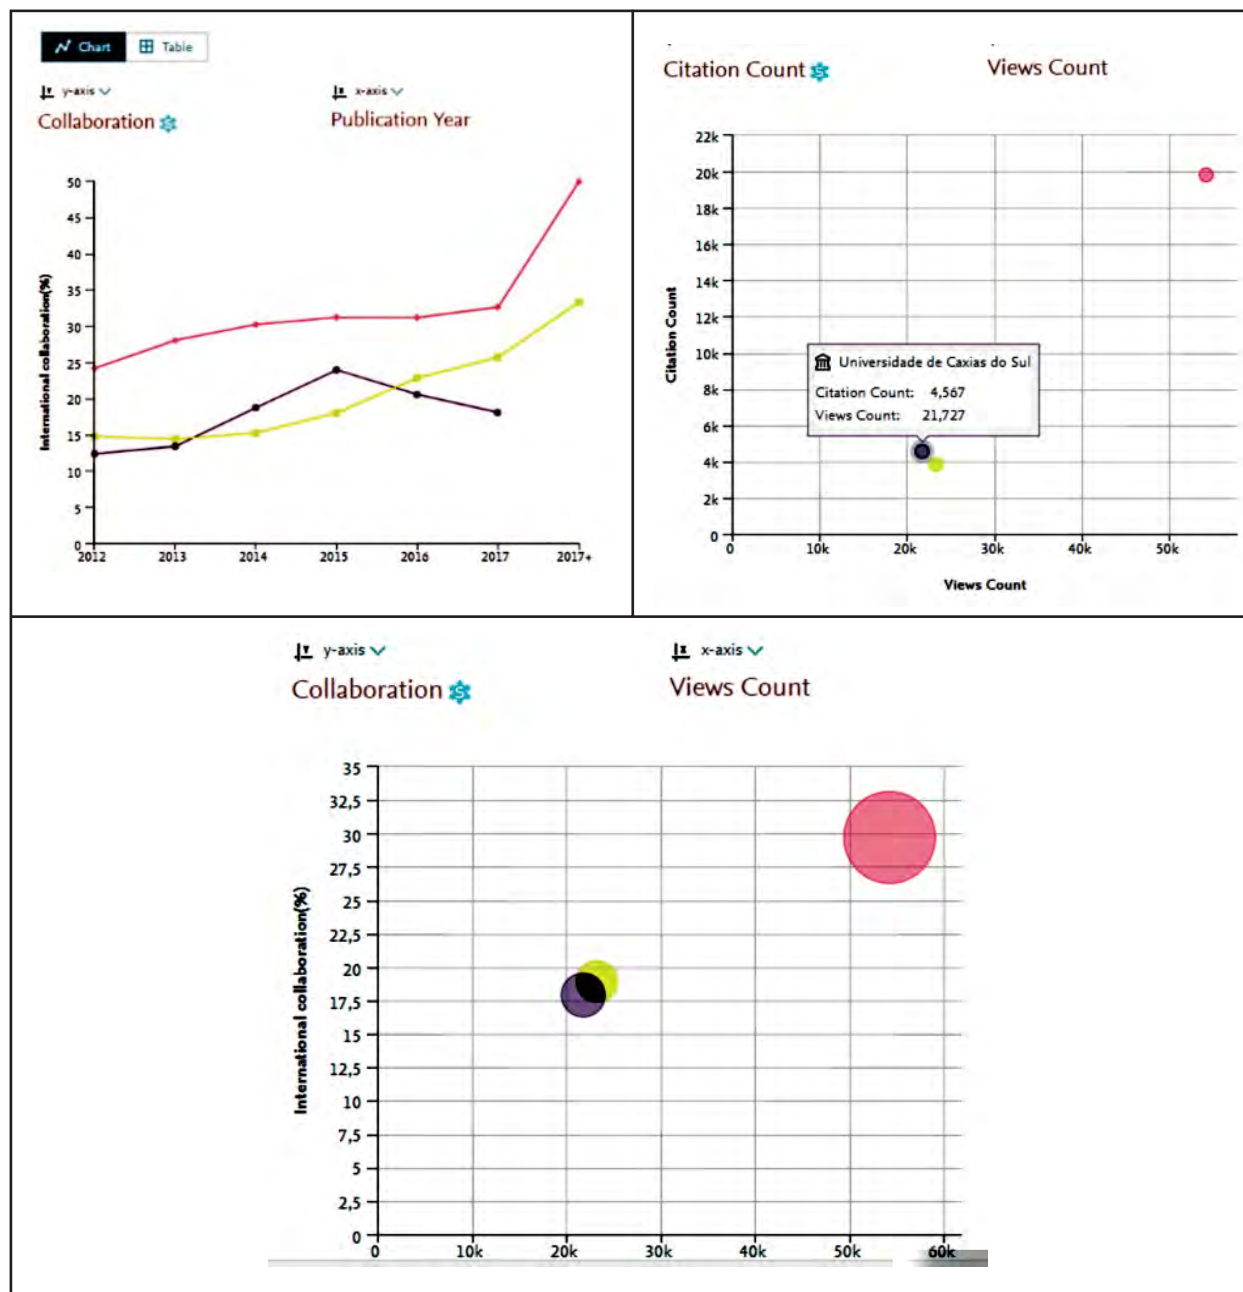 Chart
Table
y-axis
x-axis
Collaboration
Publication Year
50
45
40
35
30
25
20
15
10
5
0
International collaboration(%)
2012
2013
2014
2015
2016
2017
2017+
Citation Count
Views Count
22k
20k
18k
16k
14k
12k
10k
8k
6k
4k
2k
0
Citation Count
Universidade de Caxias do Sul
Citation Count: 4,567
Views Count: 21,727
0
10k
20k
30k
40k
50k
Views Count
y-axis
x-axis
Collaboration
Views Count
35
32,5
30
27,5
25
22,5
20
17,5
15
12,5
10
7,5
5
2,5
0
International collaboration(%)
0
10k
20k
30k
40k
50k
60k